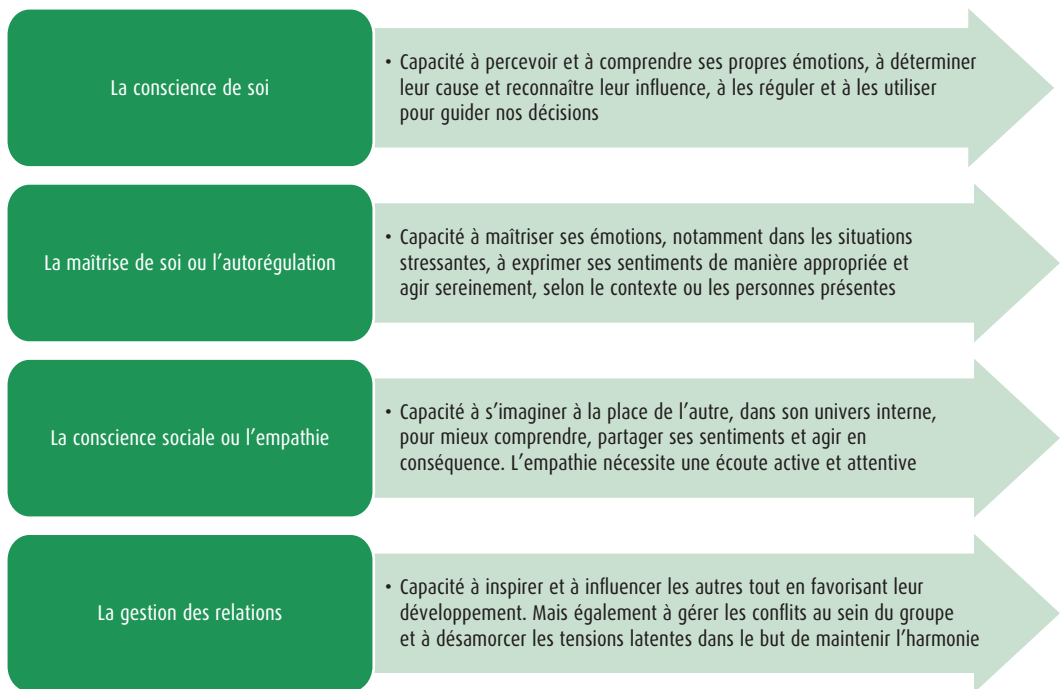 La conscience de soi
• Capacité à percevoir et à comprendre ses propres émotions, à déterminer
leur cause et reconnaître leur influence, à les réguler et à les utiliser
pour guider nos décisions
La maîtrise de soi ou l'autorégulation
• Capacité à maîtriser ses émotions, notamment dans les situations
stressantes, à exprimer ses sentiments de manière appropriée et
agir sereinement, selon le contexte ou les personnes présentes
La conscience sociale ou l'empathie
• Capacité à s'imaginer à la place de l'autre, dans son univers interne,
pour mieux comprendre, partager ses sentiments et agir en
conséquence. L'empathie nécessite une écoute active et attentive
La gestion des relations
• Capacité à inspirer et à influencer les autres tout en favorisant leur
développement. Mais également à gérer les conflits au sein du groupe
et à désamorcer les tensions latentes dans le but de maintenir l'harmonie